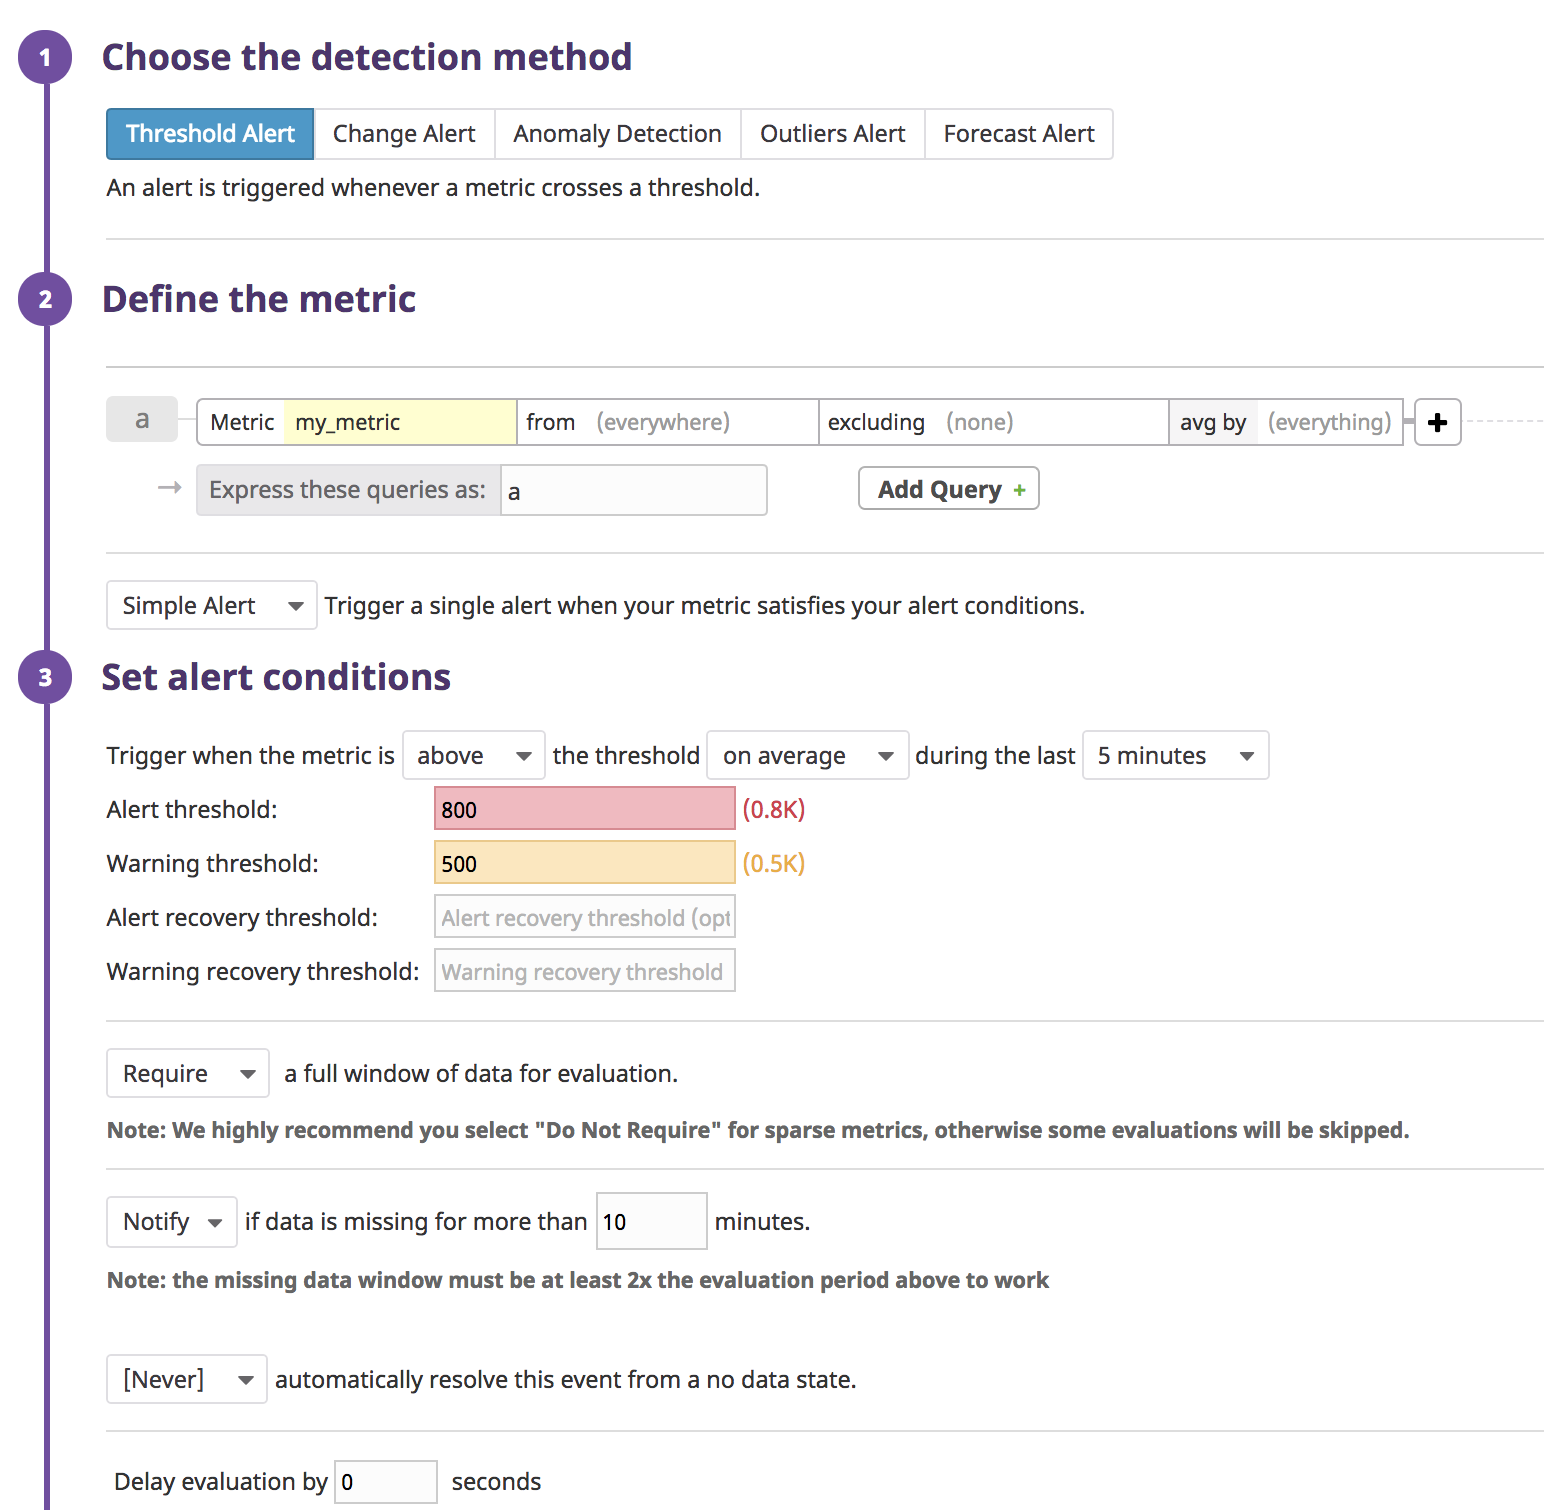 1 Choose the detection method
Threshold Alert Change Alert Anomaly Detection Outliers Alert Forecast Alert
An alert is triggered whenever a metric crosses a threshold.
2 Define the metric
a Metric my_metric from (everywhere) excluding (none) avg by (everything) +
→ Express these queries as: a Add Query +
Simple Alert Trigger a single alert when your metric satisfies your alert conditions.
3 Set alert conditions
Trigger when the metric is above the threshold on average during the last 5 minutes
Alert threshold: 800 (0.8K)
Warning threshold: 500 (0.5K)
Alert recovery threshold: Alert recovery threshold (opt
Warning recovery threshold: Warning recovery threshold
Require a full window of data for evaluation.
Note: We highly recommend you select "Do Not Require" for sparse metrics, otherwise some evaluations will be skipped.
Notify if data is missing for more than 10 minutes.
Note: the missing data window must be at least 2x the evaluation period above to work
[Never] automatically resolve this event from a no data state.
Delay evaluation by 0 seconds